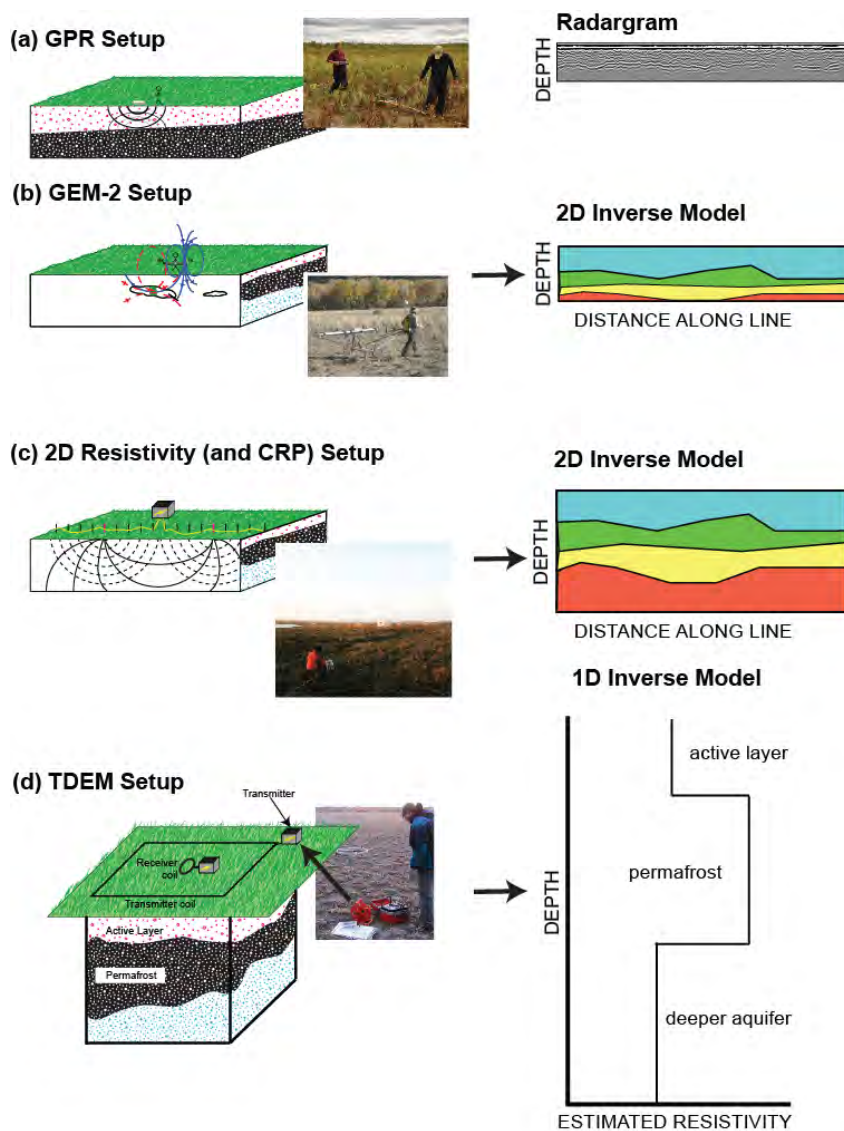 (a) GPR Setup
Radargram
DEPTH
(b) GEM-2 Setup
2D Inverse Model
DEPTH
DISTANCE ALONG LINE
(c) 2D Resistivity (and CRP) Setup
2D Inverse Model
DEPTH
DISTANCE ALONG LINE
1D Inverse Model
(d) TDEM Setup
Transmitter
Receiver
coil
Transmitter coil
Active Layer
Permafrost
DEPTH
active layer
permafrost
deeper aquifer
ESTIMATED RESISTIVITY